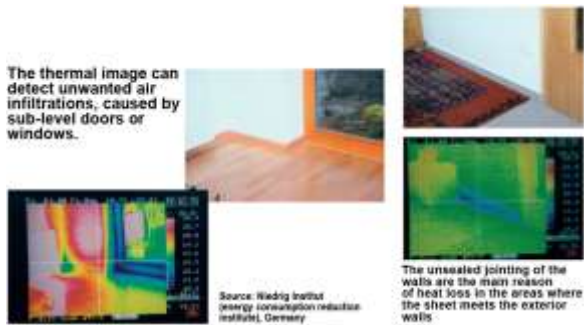 The thermal image can
detect unwanted air
infiltrations, caused by
sub-level doors or
windows.
Source: Niedrig Institut
(energy consumption reduction
institute), Germany
The unsealed jointing of the
walls are the main reason
of heat loss in the areas where
the sheet meets the exterior
walls